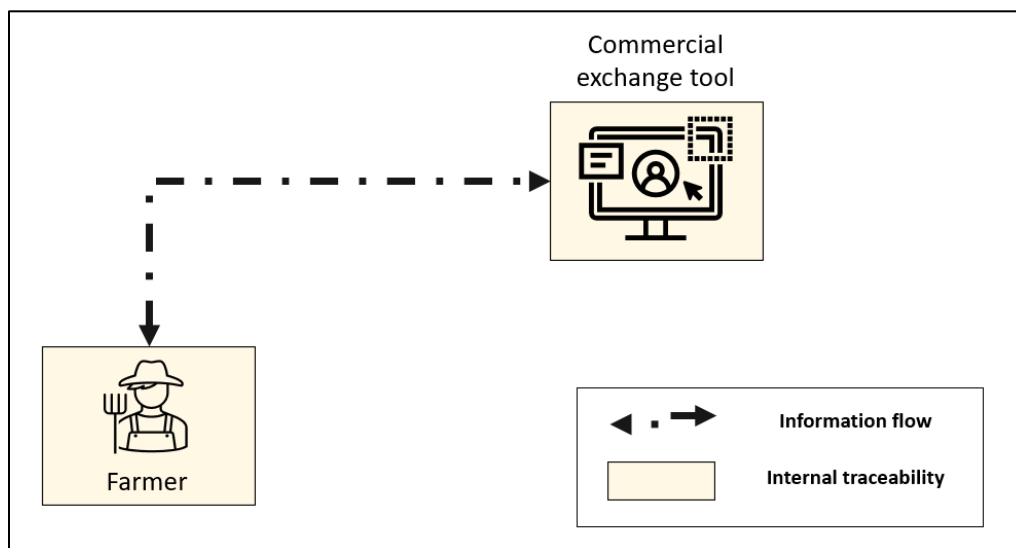 Commercial
exchange tool
Farmer
Information flow
Internal traceability